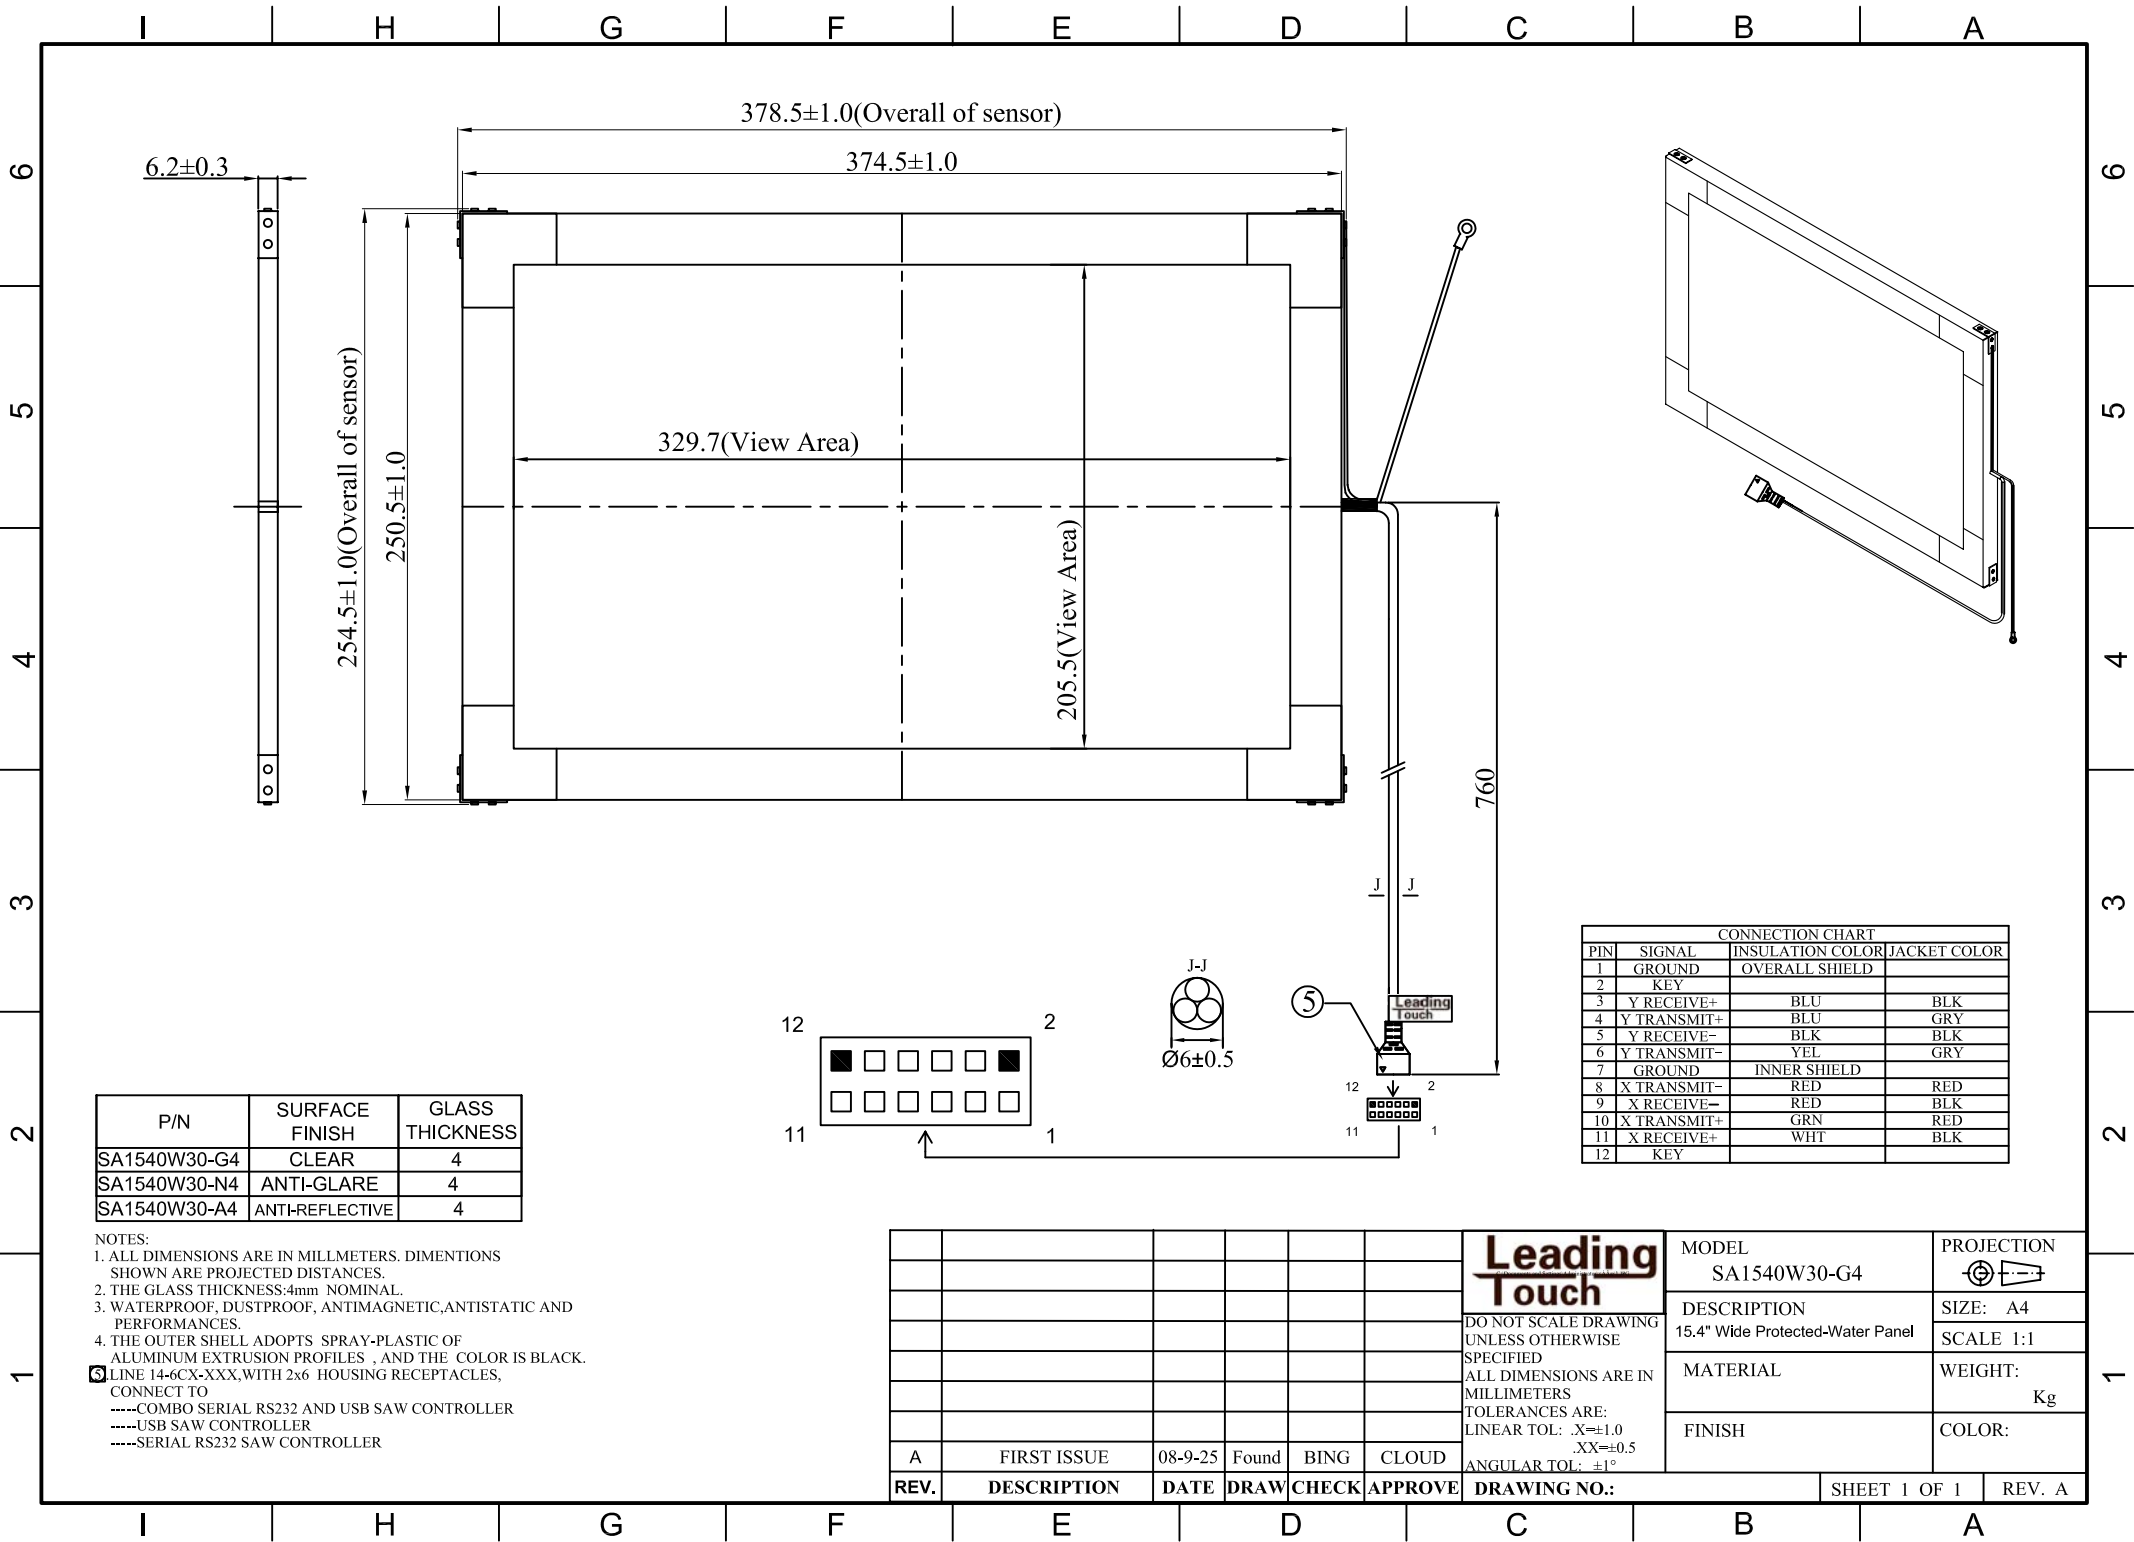 I H G F E D C B A
6 5 4 3 2 1
6 5 4 3 2 1
378.5±1.0(Overall of sensor)
374.5±1.0
6.2±0.3
254.5±1.0(Overall of sensor)
250.5±1.0
329.7(View Area)
205.5(View Area)
760
J J
J-J
Ø6±0.5
5
Leading
Touch
12 2
11 1
12 2
11 1
CONNECTION CHART
PIN SIGNAL INSULATION COLOR JACKET COLOR
1 GROUND OVERALL SHIELD
2 KEY
3 Y RECEIVE+ BLU BLK
4 Y TRANSMIT+ BLU GRY
5 Y RECEIVE- BLK BLK
6 Y TRANSMIT- YEL GRY
7 GROUND INNER SHIELD
8 X TRANSMIT- RED RED
9 X RECEIVE- RED BLK
10 X TRANSMIT+ GRN RED
11 X RECEIVE+ WHT BLK
12 KEY
P/N SURFACE FINISH GLASS THICKNESS
SA1540W30-G4 CLEAR 4
SA1540W30-N4 ANTI-GLARE 4
SA1540W30-A4 ANTI-REFLECTIVE 4
NOTES:
1. ALL DIMENSIONS ARE IN MILLMETERS. DIMENTIONS
SHOWN ARE PROJECTED DISTANCES.
2. THE GLASS THICKNESS:4mm NOMINAL.
3. WATERPROOF, DUSTPROOF, ANTIMAGNETIC,ANTISTATIC AND
PERFORMANCES.
4. THE OUTER SHELL ADOPTS SPRAY-PLASTIC OF
ALUMINUM EXTRUSION PROFILES , AND THE COLOR IS BLACK.
5.LINE 14-6CX-XXX,WITH 2x6 HOUSING RECEPTACLES,
CONNECT TO
-----COMBO SERIAL RS232 AND USB SAW CONTROLLER
-----USB SAW CONTROLLER
-----SERIAL RS232 SAW CONTROLLER
A FIRST ISSUE 08-9-25 Found BING CLOUD
REV. DESCRIPTION DATE DRAW CHECK APPROVE
Leading
Touch
DO NOT SCALE DRAWING
UNLESS OTHERWISE
SPECIFIED
ALL DIMENSIONS ARE IN
MILLIMETERS
TOLERANCES ARE:
LINEAR TOL: .X=±1.0
.XX=±0.5
ANGULAR TOL: ±1°
DRAWING NO.:
MODEL
SA1540W30-G4
DESCRIPTION
15.4" Wide Protected-Water Panel
MATERIAL
FINISH
PROJECTION
SIZE: A4
SCALE 1:1
WEIGHT:
Kg
COLOR:
SHEET 1 OF 1
REV. A
I H G F E D C B A